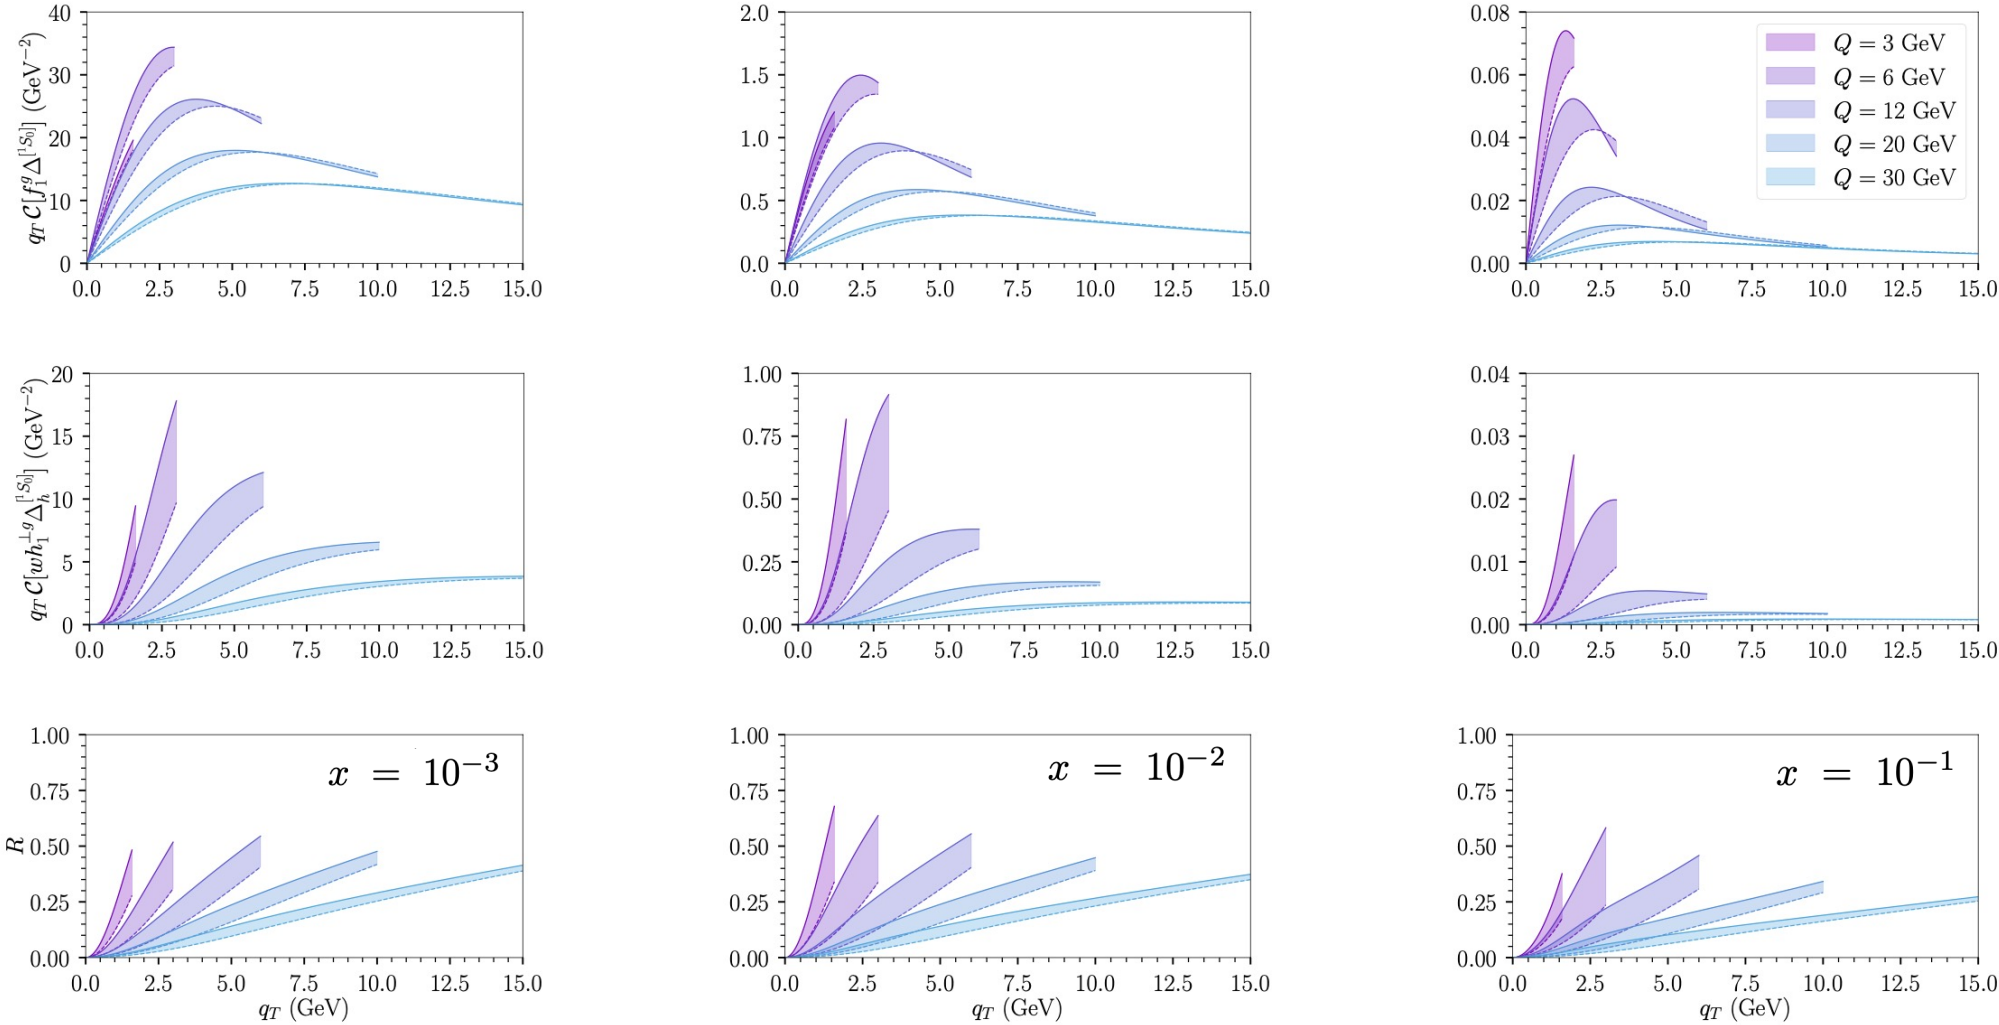 q_T C[f_1^g Δ^{[^1S_0]}] (GeV^{−2})
40
30
20
10
0
0.0 2.5 5.0 7.5 10.0 12.5 15.0
2.0
1.5
1.0
0.5
0.0
0.0 2.5 5.0 7.5 10.0 12.5 15.0
0.08
0.06
0.04
0.02
0.00
0.0 2.5 5.0 7.5 10.0 12.5 15.0
Q = 3 GeV
Q = 6 GeV
Q = 12 GeV
Q = 20 GeV
Q = 30 GeV
q_T C[wh_1^{⊥g} Δ_h^{[^1S_0]}] (GeV^{−2})
20
15
10
5
0
0.0 2.5 5.0 7.5 10.0 12.5 15.0
1.00
0.75
0.50
0.25
0.00
0.0 2.5 5.0 7.5 10.0 12.5 15.0
0.04
0.03
0.02
0.01
0.00
0.0 2.5 5.0 7.5 10.0 12.5 15.0
R
1.00
0.75
0.50
0.25
0.00
x = 10^{−3}
0.0 2.5 5.0 7.5 10.0 12.5 15.0
q_T (GeV)
1.00
0.75
0.50
0.25
0.00
x = 10^{−2}
0.0 2.5 5.0 7.5 10.0 12.5 15.0
q_T (GeV)
1.00
0.75
0.50
0.25
0.00
x = 10^{−1}
0.0 2.5 5.0 7.5 10.0 12.5 15.0
q_T (GeV)